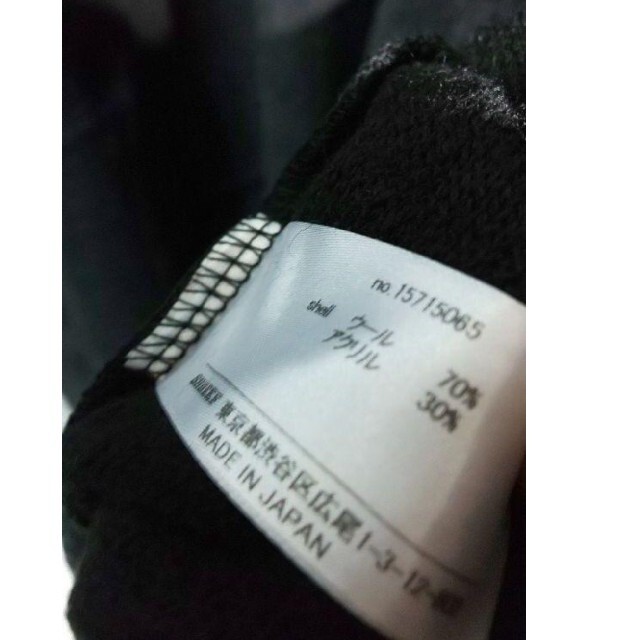 no.15715065
shell ウール 70%
アクリル 30%
東京都渋谷区広尾1-3-12-
MADE IN JAPAN